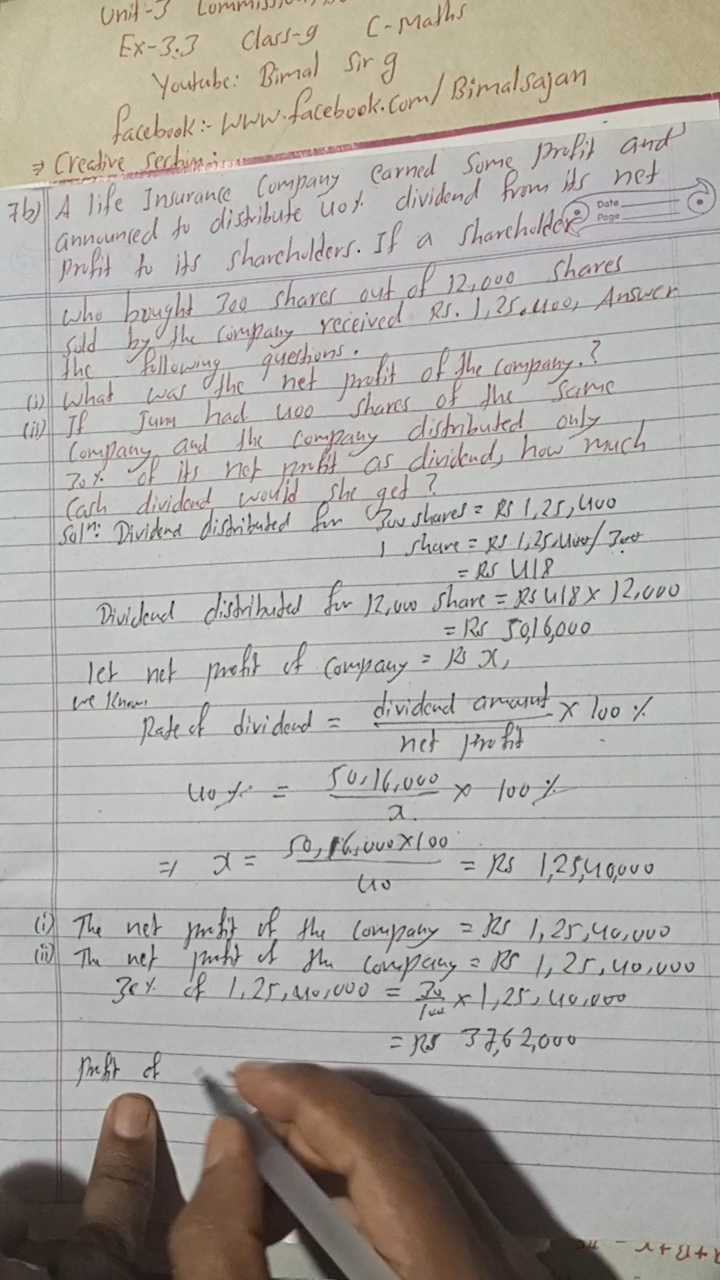 Unit-3 Commiss
Ex-3.3 Class-9 C-Maths
Youtube: Bimal Sir g
facebook:- www.facebook.com/Bimalsajan
⇒ Creative section:
7b) A life Insurance Company earned some profit and
announced to distribute 40% dividend from its net
Date
Page
profit to its shareholders. If a shareholder
who bought 300 shares out of 12,000 shares
sold by the company received Rs. 1,25,400, Answer
the following questions.
(i) What was the net profit of the company.?
(ii) If Junu had 400 shares of the same
Company and the company distributed only
30% of its net profit as dividend, how much
Cash dividend would she get?
Solⁿ: Dividend distributed for 300 shares = Rs 1,25,400
1 share = Rs 1,25,400/300
= Rs 418
Dividend distributed for 12,000 share = Rs 418 × 12,000
= Rs 50,16,000
let net profit of company = Rs x,
we know
Rate of dividend = dividend amount / net profit × 100%
40% = 50,16,000 / x × 100%
⇒ x = 50,16,000×100 / 40 = Rs 1,25,40,000
(i) The net profit of the company = Rs 1,25,40,000
(ii) The net profit of the company = Rs 1,25,40,000
30% of 1,25,40,000 = 30/100 × 1,25,40,000
= Rs 37,62,000
profit of